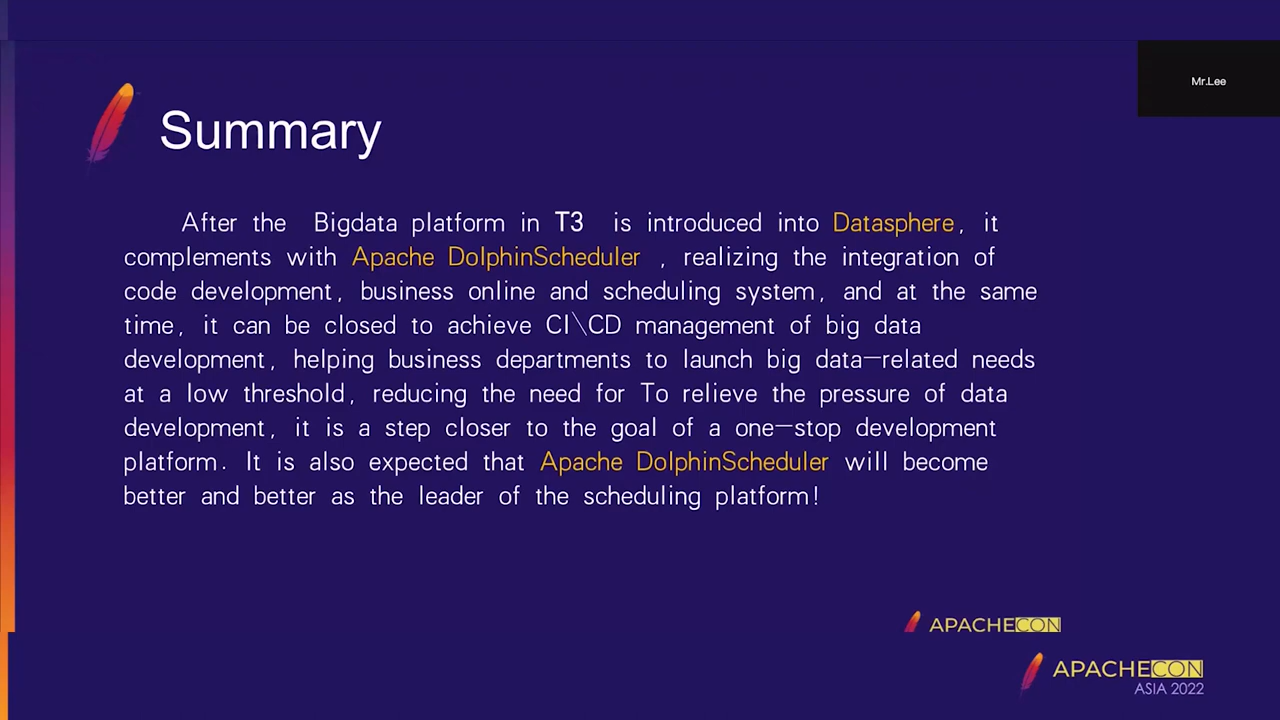 Mr.Lee
Summary
After the Bigdata platform in T3 is introduced into Datasphere, it
complements with Apache DolphinScheduler , realizing the integration of
code development, business online and scheduling system, and at the same
time, it can be closed to achieve CI\CD management of big data
development, helping business departments to launch big data—related needs
at a low threshold, reducing the need for To relieve the pressure of data
development, it is a step closer to the goal of a one—stop development
platform. It is also expected that Apache DolphinScheduler will become
better and better as the leader of the scheduling platform!
APACHECON
APACHECON
ASIA 2022